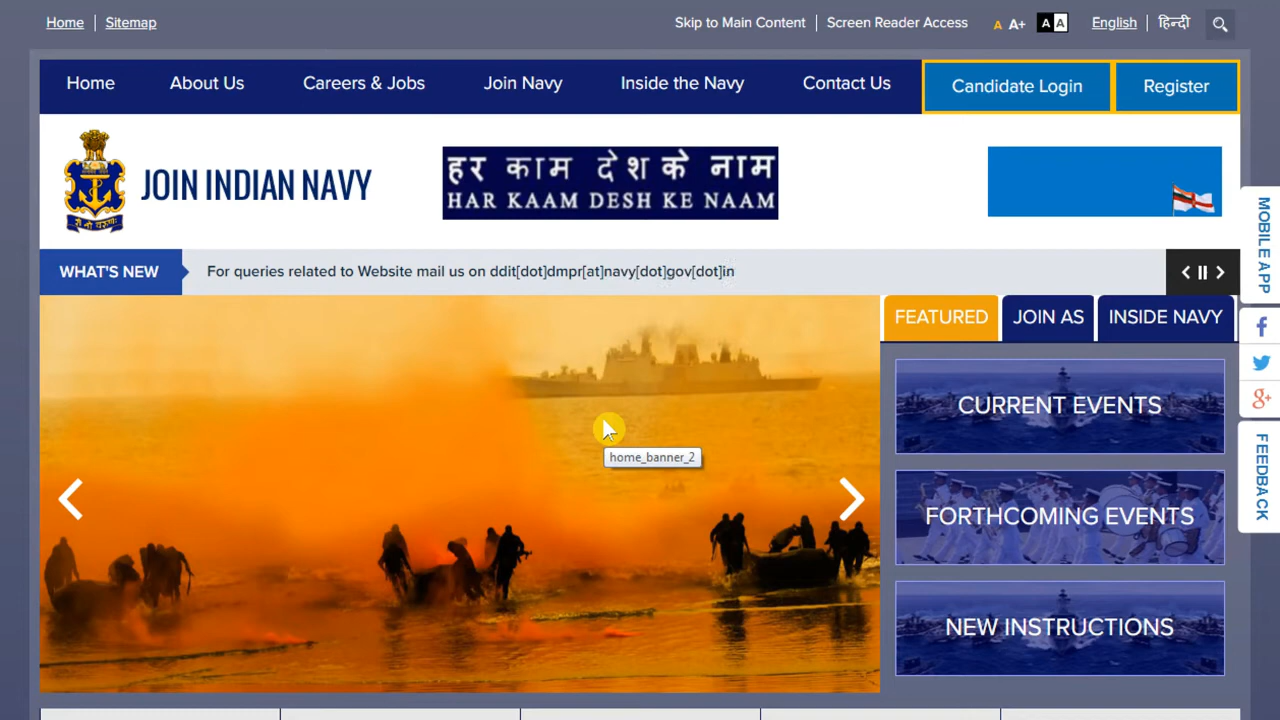 Home
Sitemap
Skip to Main Content
Screen Reader Access
A
A+
A A
English
हिन्दी
Home
About Us
Careers & Jobs
Join Navy
Inside the Navy
Contact Us
Candidate Login
Register
JOIN INDIAN NAVY
हर काम देश के नाम
HAR KAAM DESH KE NAAM
MOBILE APP
WHAT'S NEW
For queries related to Website mail us on ddit[dot]dmpr[at]navy[dot]gov[dot]in
FEATURED
JOIN AS
INSIDE NAVY
CURRENT EVENTS
home_banner_2
FEEDBACK
FORTHCOMING EVENTS
NEW INSTRUCTIONS